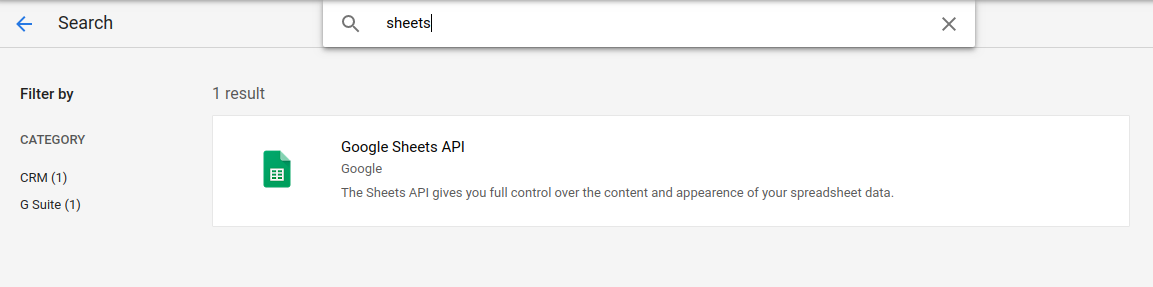 Search
sheets
Filter by
CATEGORY
CRM (1)
G Suite (1)
1 result
Google Sheets API
Google
The Sheets API gives you full control over the content and appearence of your spreadsheet data.